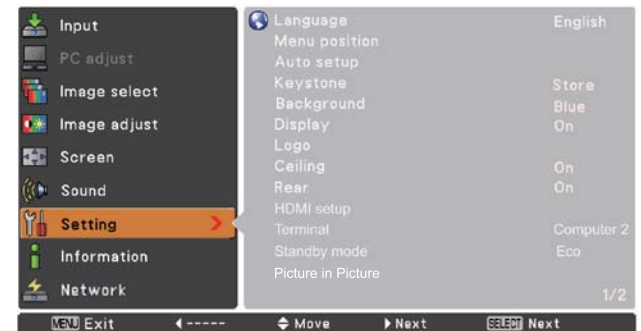 Input
PC adjust
Image select
Image adjust
Screen
Sound
Setting
Information
Network
Language English
Menu position
Auto setup
Keystone Store
Background Blue
Display On
Logo
Ceiling On
Rear On
HDMI setup
Terminal Computer 2
Standby mode Eco
Picture in Picture
1/2
MENU Exit ◄ ----- Move Next SELECT Next